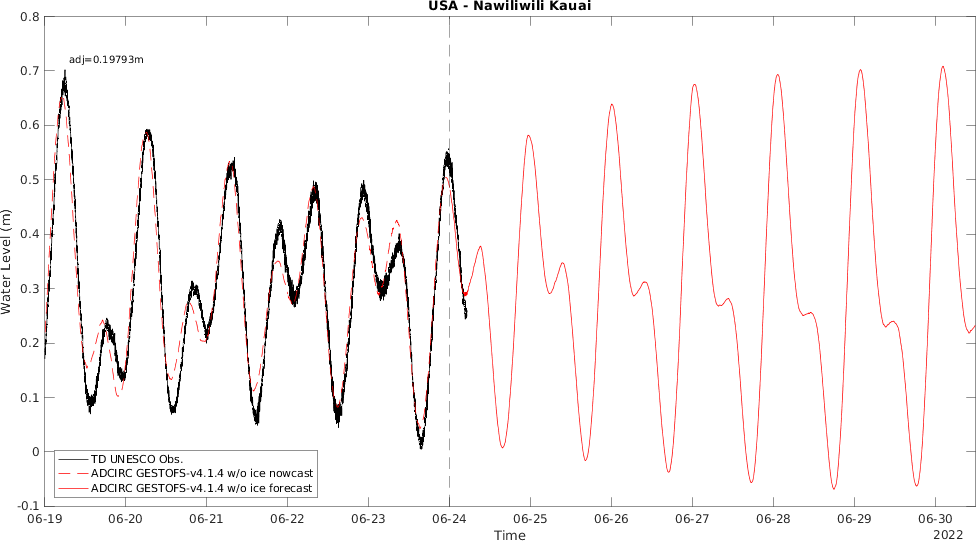 USA - Nawiliwili Kauai
0.8
adj=0.19793m
0.7
0.6
0.5
0.4
0.3
0.2
0.1
0
-0.1
Water Level (m)
TD UNESCO Obs.
ADCIRC GESTOFS-v4.1.4 w/o ice nowcast
ADCIRC GESTOFS-v4.1.4 w/o ice forecast
06-19 06-20 06-21 06-22 06-23 06-24 06-25 06-26 06-27 06-28 06-29 06-30
Time
2022